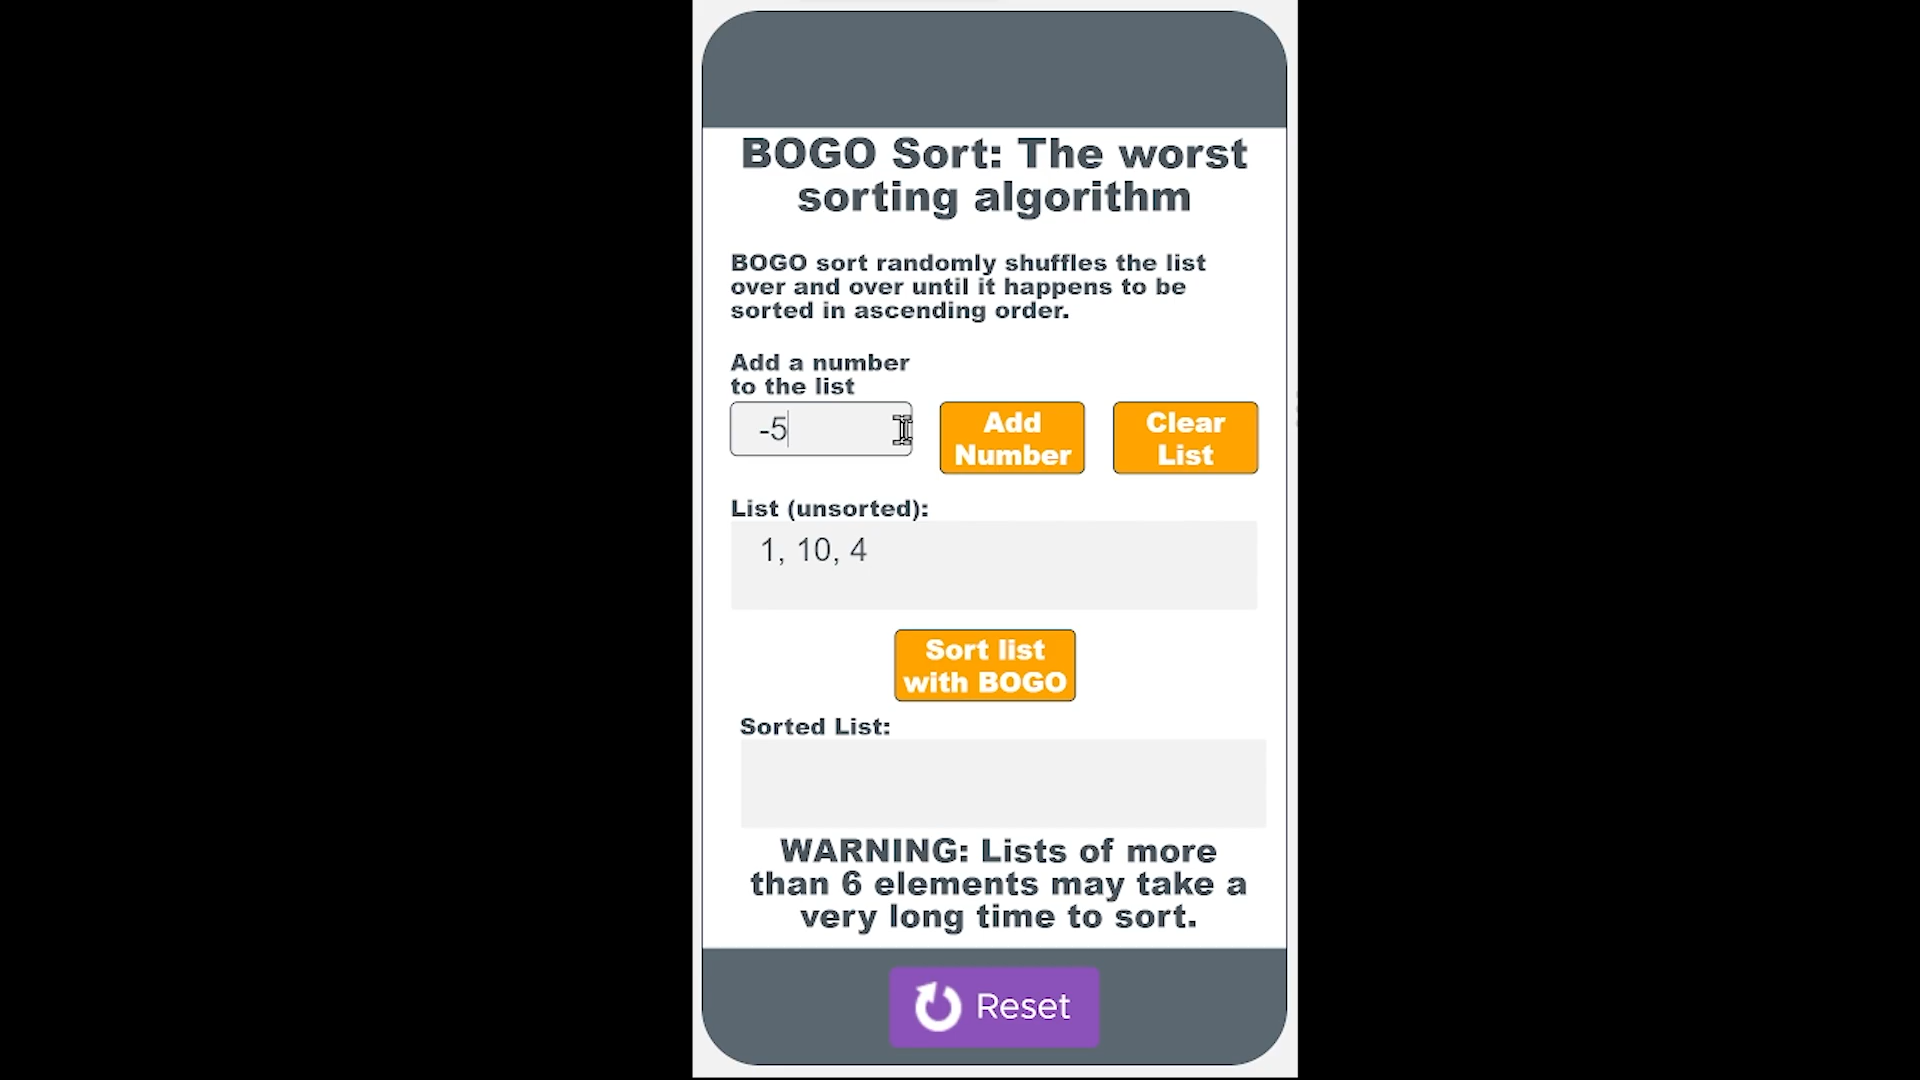 BOGO Sort: The worst
sorting algorithm
BOGO sort randomly shuffles the list
over and over until it happens to be
sorted in ascending order.
Add a number
to the list
-5
Add
Number
Clear
List
List (unsorted):
1, 10, 4
Sort list
with BOGO
Sorted List:
WARNING: Lists of more
than 6 elements may take a
very long time to sort.
Reset